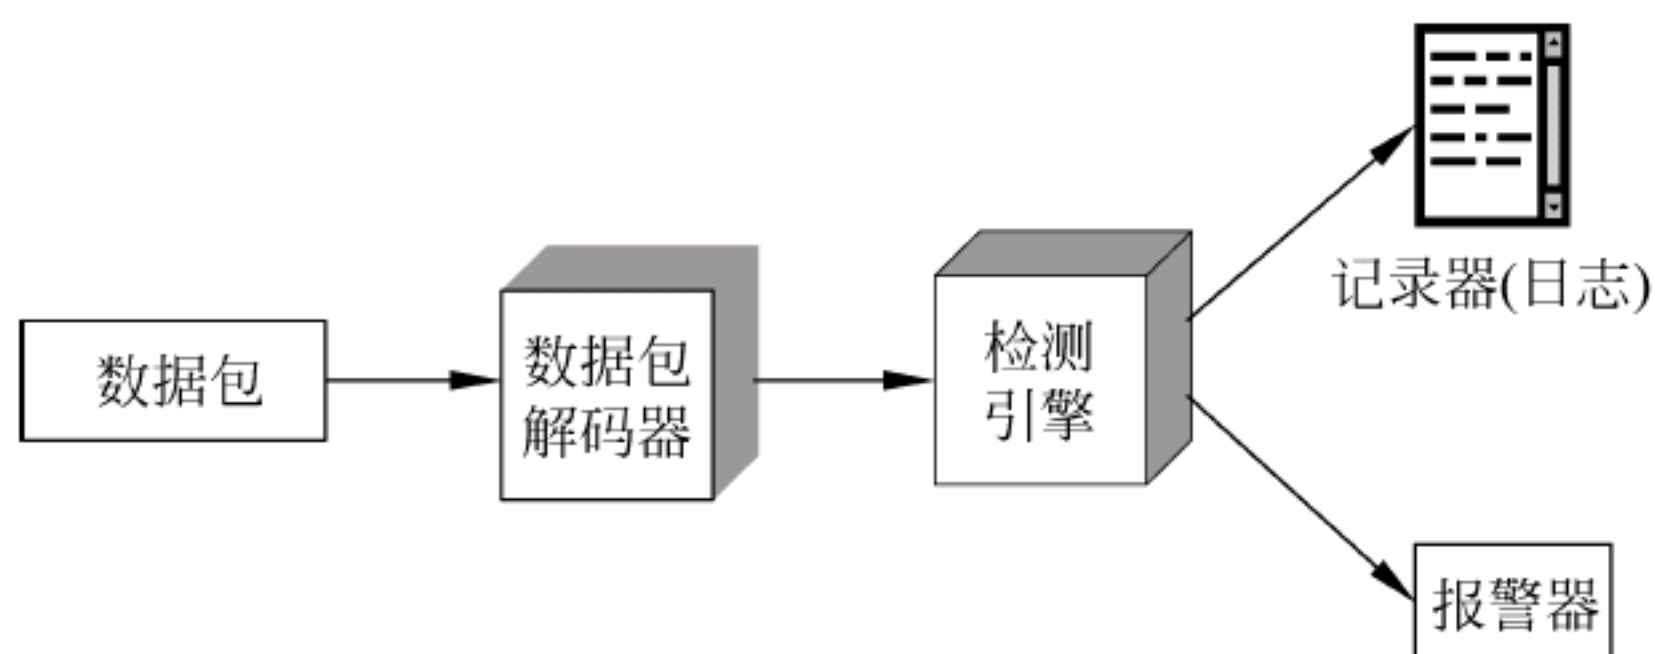 数据包
数据包
解码器
检测
引擎
记录器(日志)
报警器